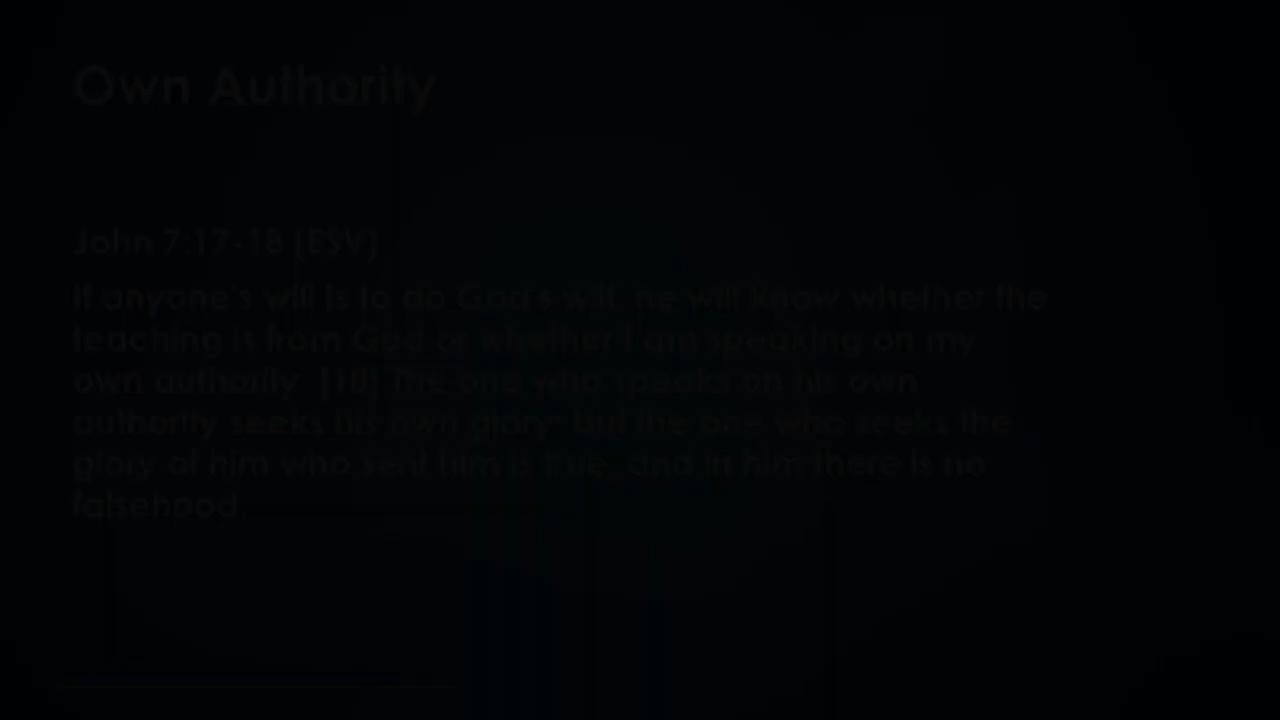 Own Authority
John 7:17-18 (ESV)
If anyone's will is to do God's will, he will know whether the
teaching is from God or whether I am speaking on my
own authority. [18] The one who speaks on his own
authority seeks his own glory; but the one who seeks the
glory of him who sent him is true, and in him there is no
falsehood.